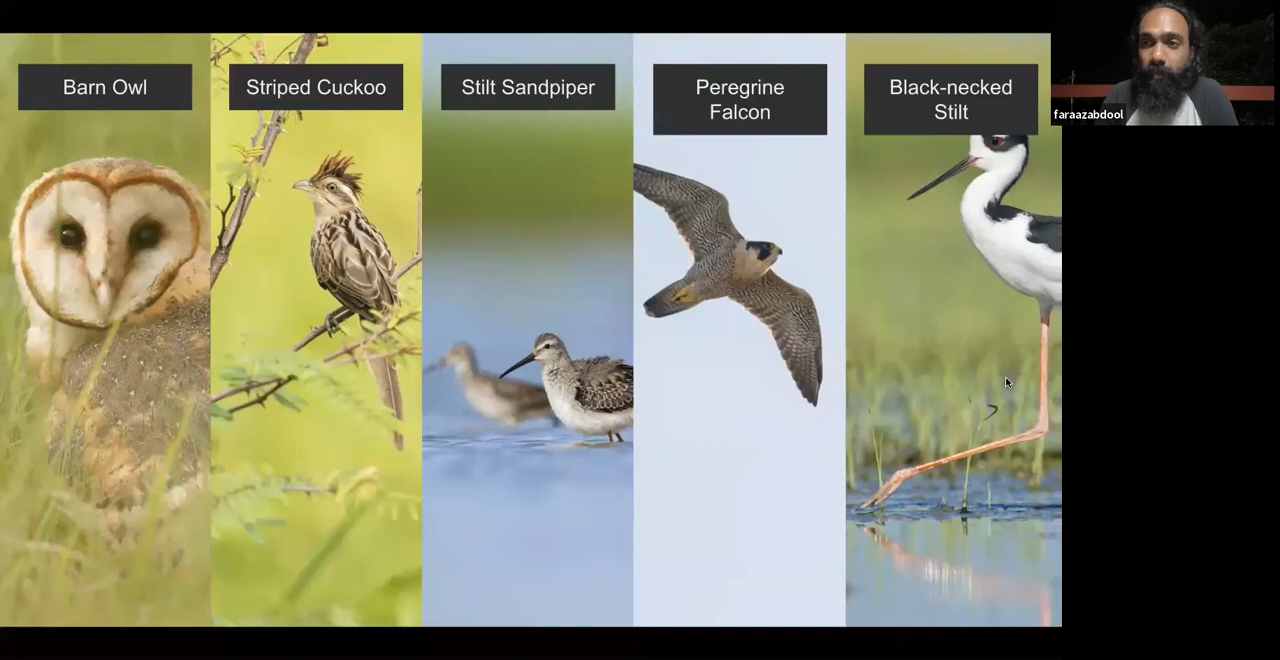 Barn Owl
Striped Cuckoo
Stilt Sandpiper
Peregrine
Falcon
Black-necked
Stilt
faraazabdool